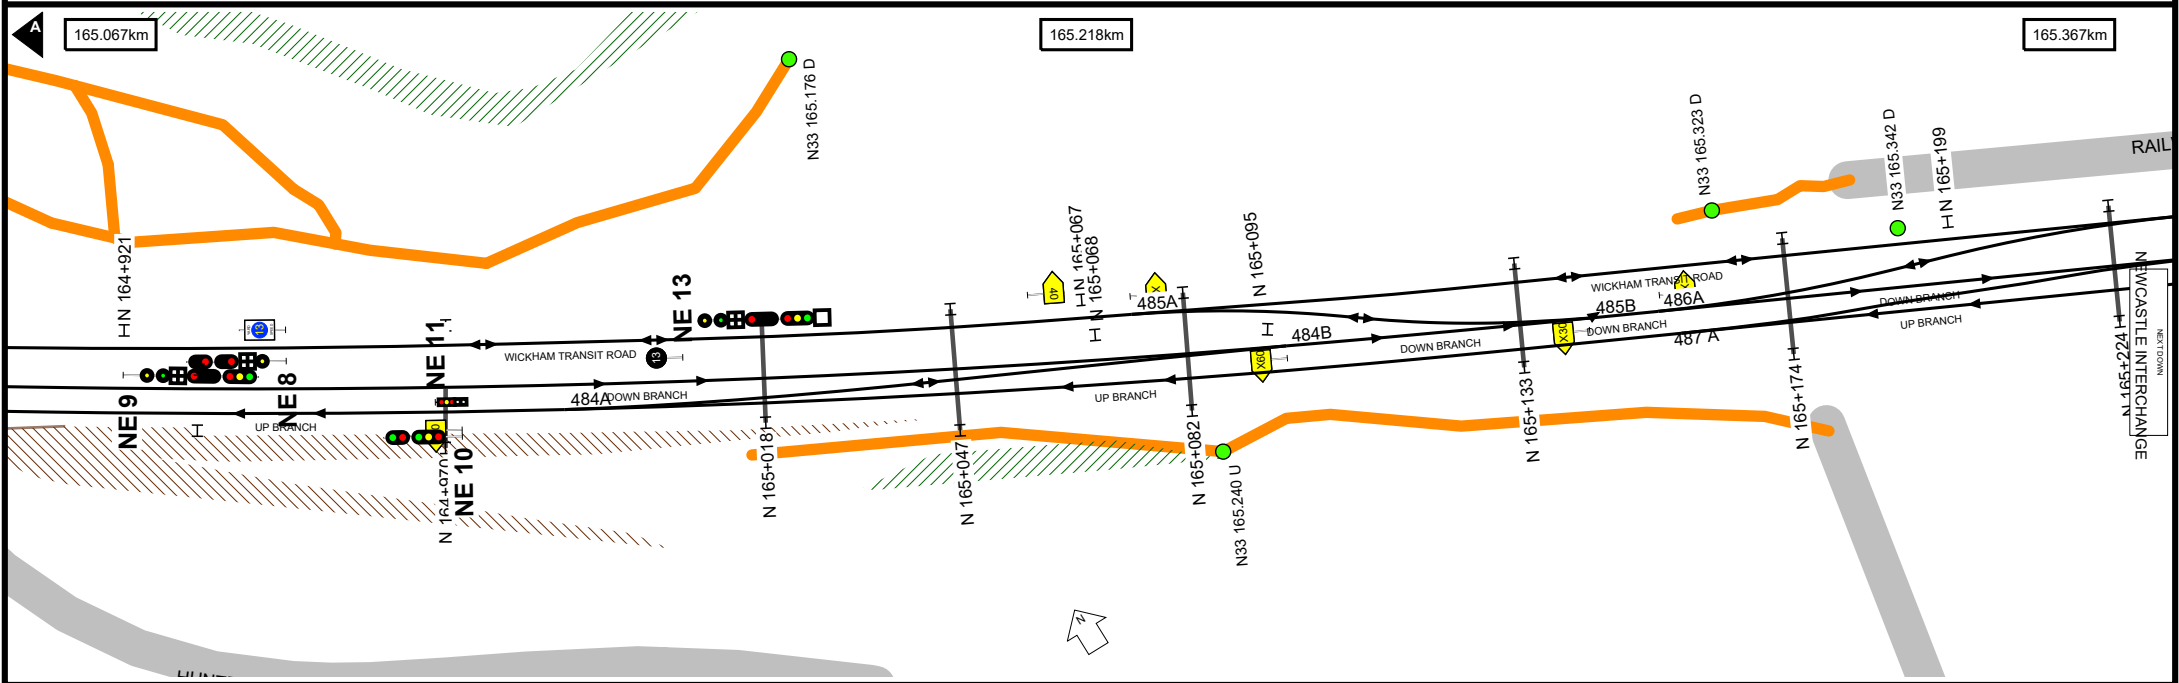 A
165.067km
165.218km
165.367km
N33 165.176 D
N33 165.323 D
N33 165.342 D
N 165+199
N 164+921
N 165+067
N 165+068
N 165+095
NE 13
NE 11
NE 8
NE 9
NE 10
13
13
40
X
485A
484B
485B
486A
487 A
484A
WICKHAM TRANSIT ROAD
WICKHAM TRANSIT ROAD
DOWN BRANCH
DOWN BRANCH
DOWN BRANCH
DOWN BRANCH
UP BRANCH
UP BRANCH
UP BRANCH
X60
X30
N 165+018
N 165+047
N 165+082
N33 165.240 U
N 165+133
N 165+174
N 165+224
NEWCASTLE INTERCHANGE
NEXT DOWN
N